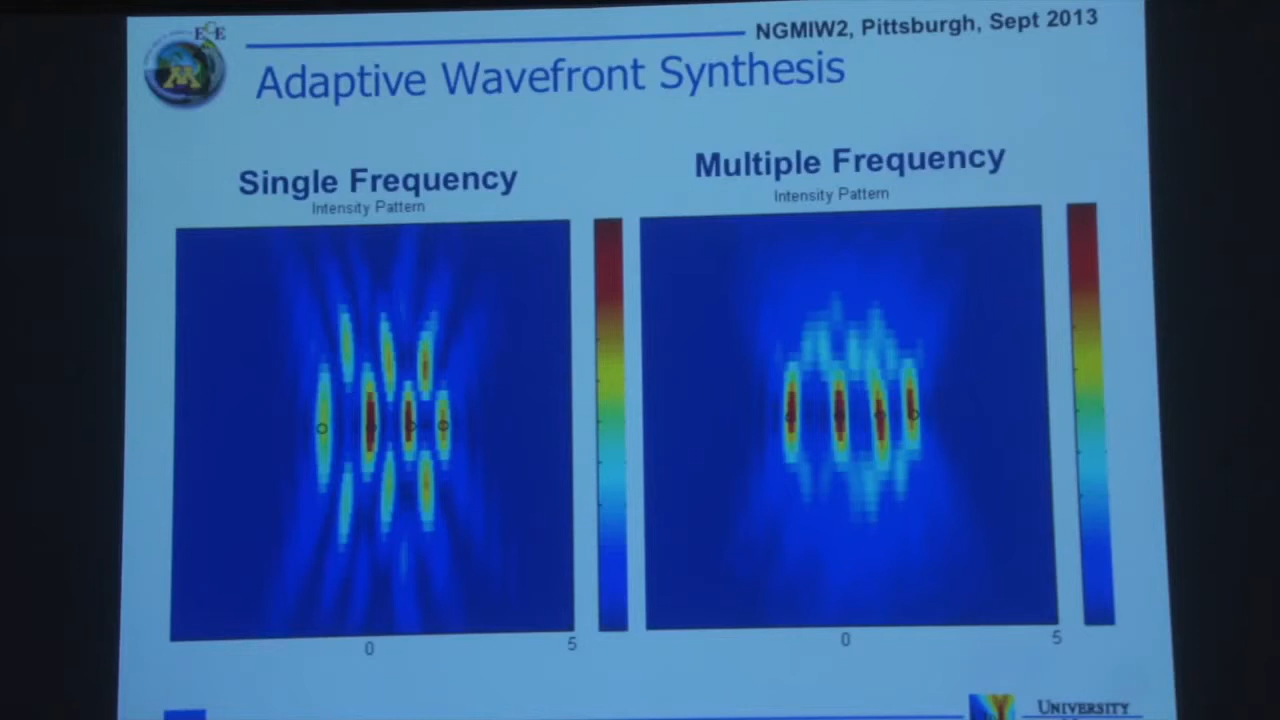 ECE
NGMIW2, Pittsburgh, Sept 2013
Adaptive Wavefront Synthesis
Single Frequency
Intensity Pattern
0
5
Multiple Frequency
Intensity Pattern
0
5
UNIVERSITY